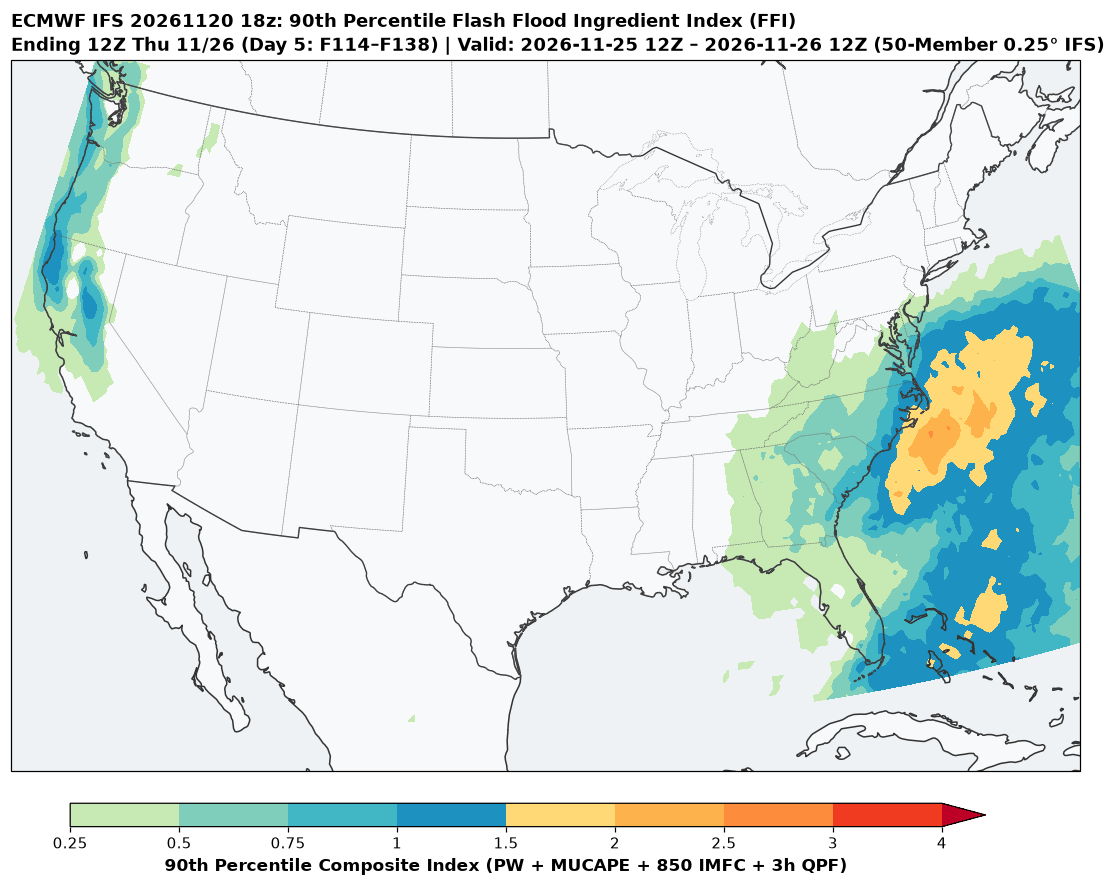 ECMWF IFS 20261120 18z: 90th Percentile Flash Flood Ingredient Index (FFI)
Ending 12Z Thu 11/26 (Day 5: F114–F138) | Valid: 2026-11-25 12Z – 2026-11-26 12Z (50-Member 0.25° IFS)
0.25 0.5 0.75 1 1.5 2 2.5 3 4
90th Percentile Composite Index (PW + MUCAPE + 850 IMFC + 3h QPF)